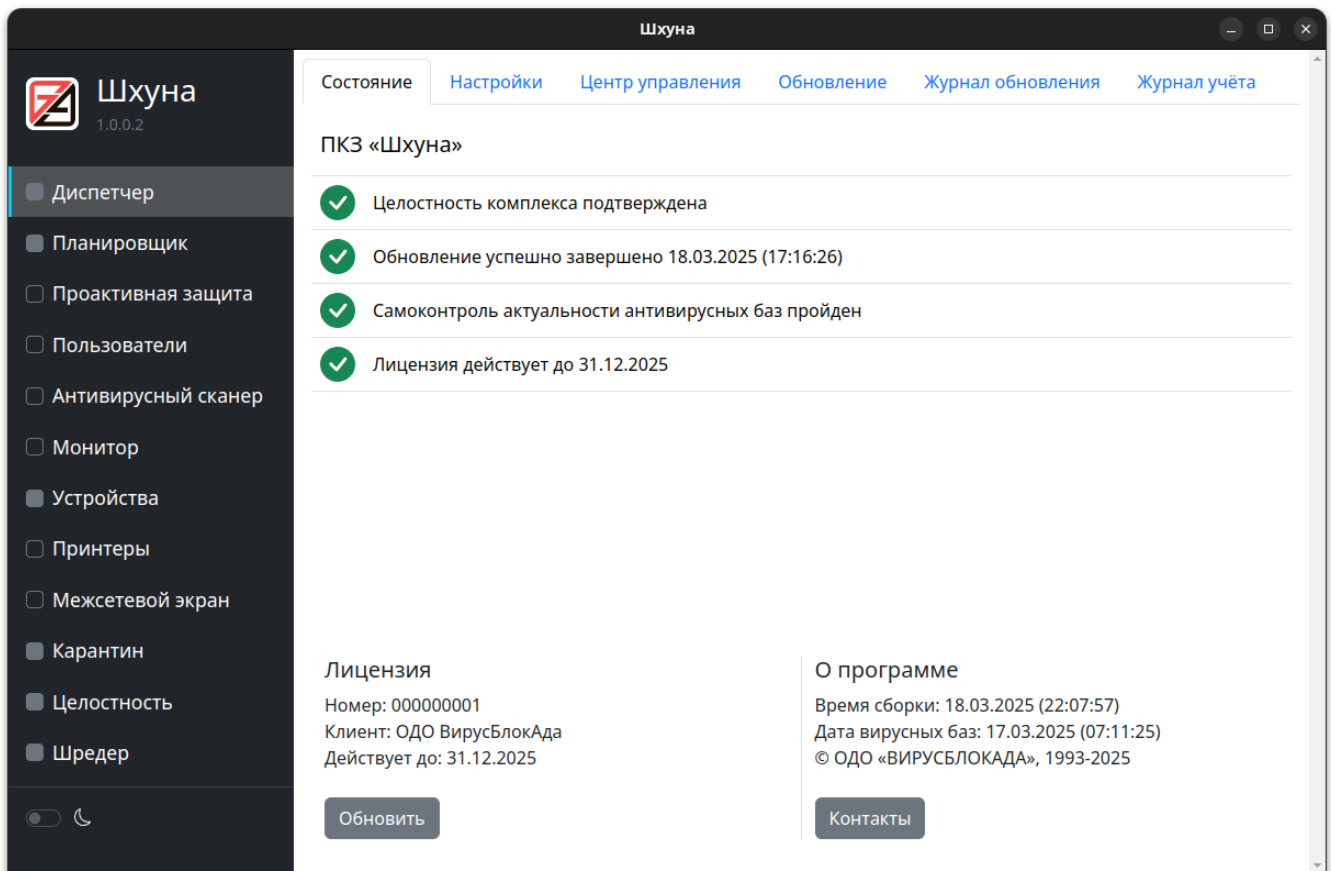 Шхуна
Шхуна
1.0.0.2
Диспетчер
Планировщик
Проактивная защита
Пользователи
Антивирусный сканер
Монитор
Устройства
Принтеры
Межсетевой экран
Карантин
Целостность
Шредер
Состояние Настройки Центр управления Обновление Журнал обновления Журнал учёта
ПКЗ «Шхуна»
Целостность комплекса подтверждена
Обновление успешно завершено 18.03.2025 (17:16:26)
Самоконтроль актуальности антивирусных баз пройден
Лицензия действует до 31.12.2025
Лицензия
Номер: 000000001
Клиент: ОДО ВирусБлокАда
Действует до: 31.12.2025
Обновить
О программе
Время сборки: 18.03.2025 (22:07:57)
Дата вирусных баз: 17.03.2025 (07:11:25)
© ОДО «ВИРУСБЛОКАДА», 1993-2025
Контакты